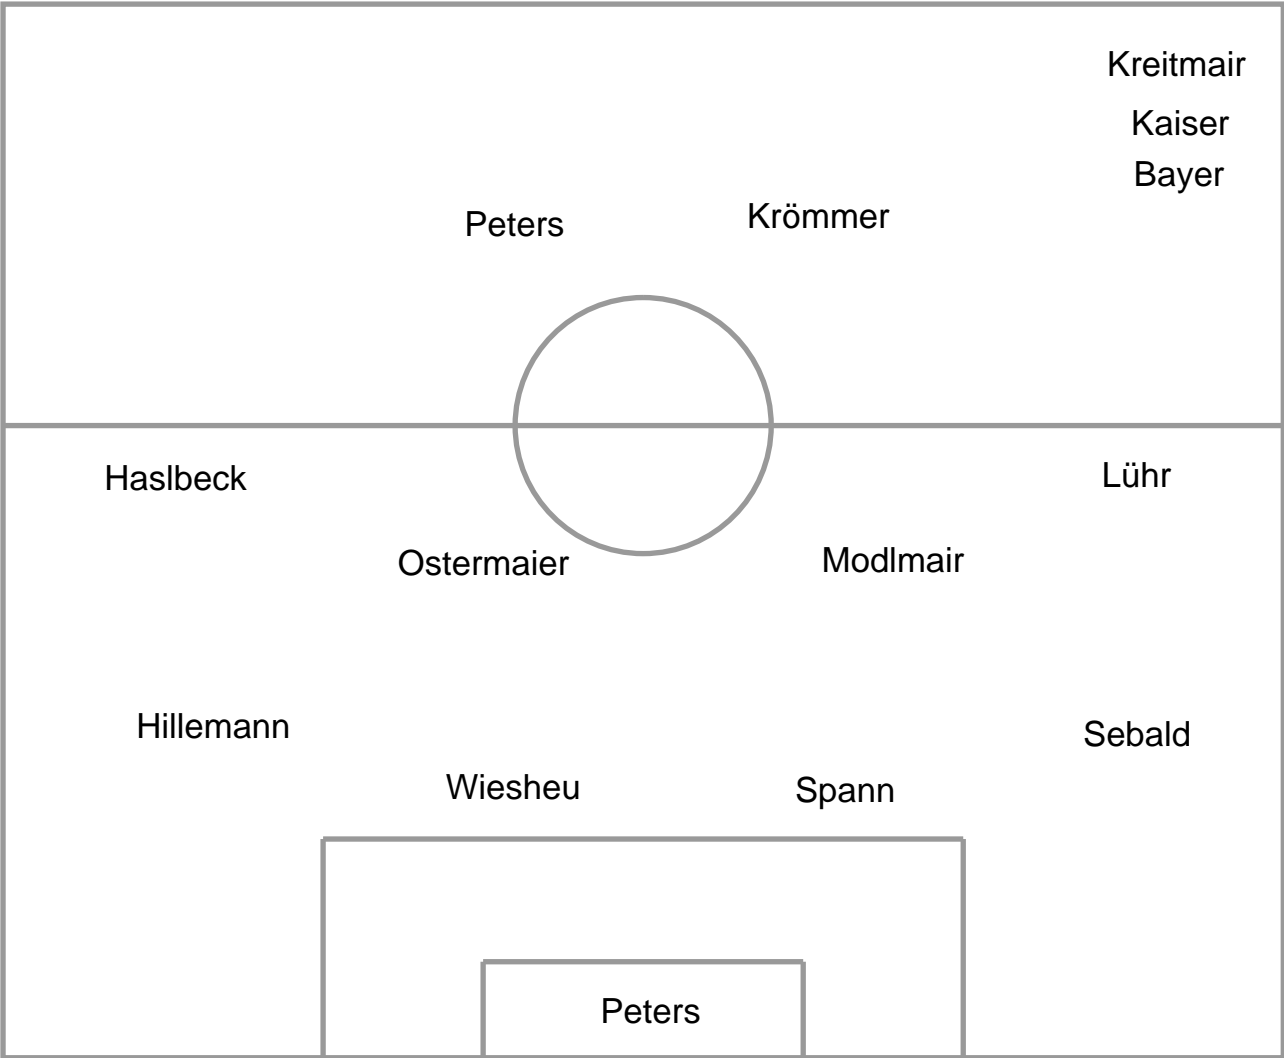 Kreitmair
Kaiser
Bayer
Peters
Krömmer
Haslbeck
Lühr
Ostermaier
Modlmair
Hillemann
Sebald
Wiesheu
Spann
Peters